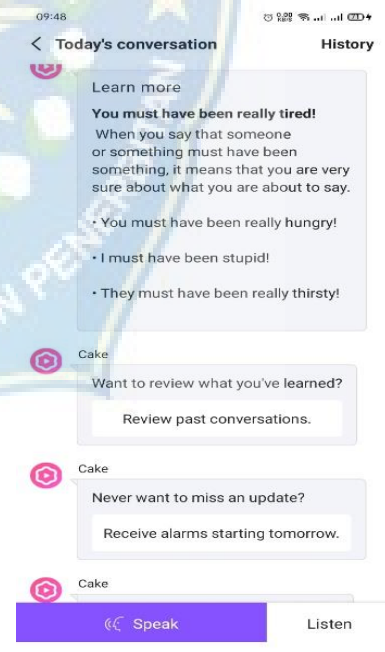 09:48
Today's conversation
History
Learn more
You must have been really tired!
When you say that someone
or something must have been
something, it means that you are very
sure about what you are about to say.
• You must have been really hungry!
• I must have been stupid!
• They must have been really thirsty!
Cake
Want to review what you've learned?
Review past conversations.
Cake
Never want to miss an update?
Receive alarms starting tomorrow.
Cake
Speak
Listen